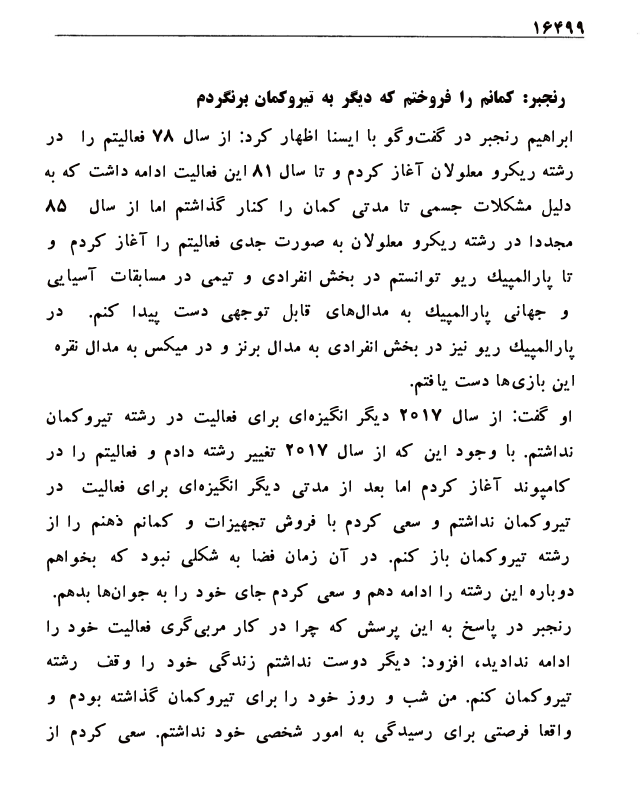 ۱۶۴۹۹
رنجبر: کمانم را فروختم که دیگر به تیروکمان برنگردم
ابراهیم رنجبر در گفت‌وگو با ایسنا اظهار کرد: از سال ۷۸ فعالیتم را در
رشته ریکرو معلولان آغاز کردم و تا سال ۸۱ این فعالیت ادامه داشت که به
دلیل مشکلات جسمی تا مدتی کمان را کنار گذاشتم اما از سال ۸۵
مجددا در رشته ریکرو معلولان به صورت جدی فعالیتم را آغاز کردم و
تا پارالمپیک ریو توانستم در بخش انفرادی و تیمی در مسابقات آسیایی
و جهانی پارالمپیک به مدال‌های قابل توجهی دست پیدا کنم. در
پارالمپیک ریو نیز در بخش انفرادی به مدال برنز و در میکس به مدال نقره
این بازی‌ها دست یافتم.
او گفت: از سال ۲۰۱۷ دیگر انگیزه‌ای برای فعالیت در رشته تیروکمان
نداشتم. با وجود این که از سال ۲۰۱۷ تغییر رشته دادم و فعالیتم را در
کامپوند آغاز کردم اما بعد از مدتی دیگر انگیزه‌ای برای فعالیت در
تیروکمان نداشتم و سعی کردم با فروش تجهیزات و کمانم ذهنم را از
رشته تیروکمان باز کنم. در آن زمان فضا به شکلی نبود که بخواهم
دوباره این رشته را ادامه دهم و سعی کردم جای خود را به جوان‌ها بدهم.
رنجبر در پاسخ به این پرسش که چرا در کار مربی‌گری فعالیت خود را
ادامه ندادید، افزود: دیگر دوست نداشتم زندگی خود را وقف رشته
تیروکمان کنم. من شب و روز خود را برای تیروکمان گذاشته بودم و
واقعا فرصتی برای رسیدگی به امور شخصی خود نداشتم. سعی کردم از